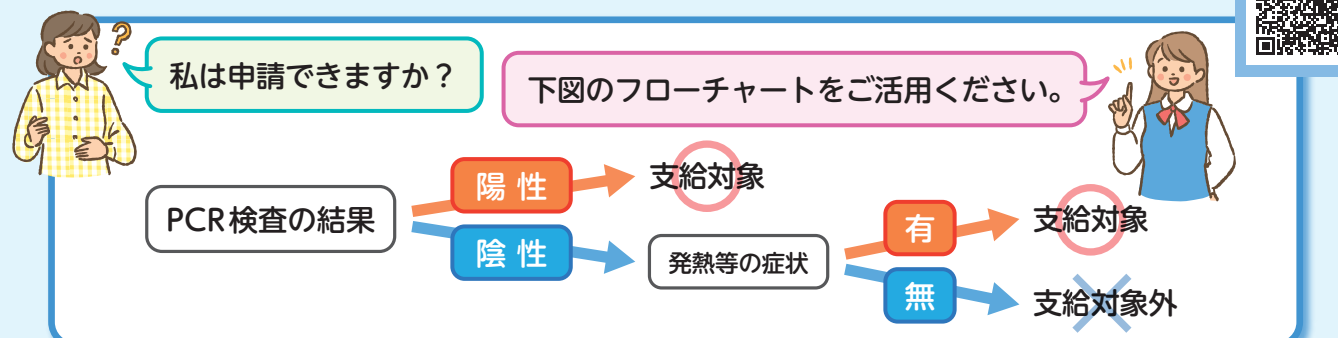 私は申請できますか？
下図のフローチャートをご活用ください。
PCR検査の結果
陽性
支給対象
陰性
発熱等の症状
有
支給対象
無
支給対象外